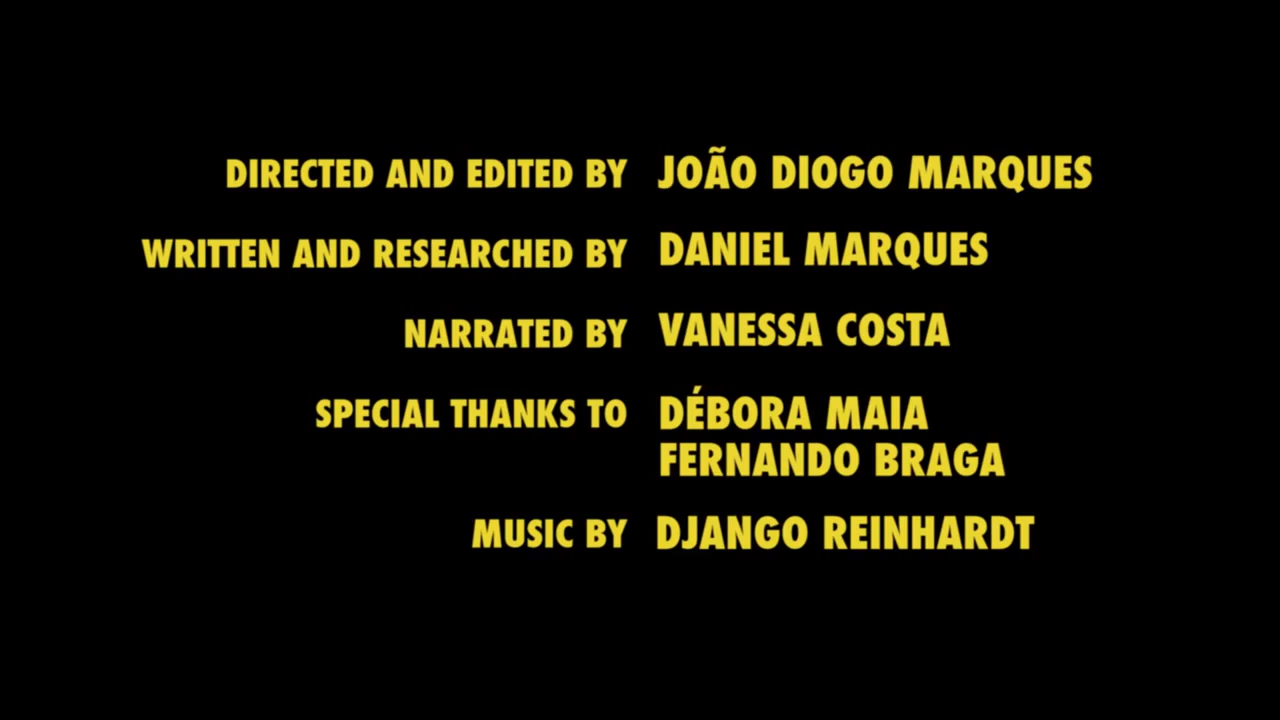 DIRECTED AND EDITED BY JOÃO DIOGO MARQUES
WRITTEN AND RESEARCHED BY DANIEL MARQUES
NARRATED BY VANESSA COSTA
SPECIAL THANKS TO DÉBORA MAIA
FERNANDO BRAGA
MUSIC BY DJANGO REINHARDT